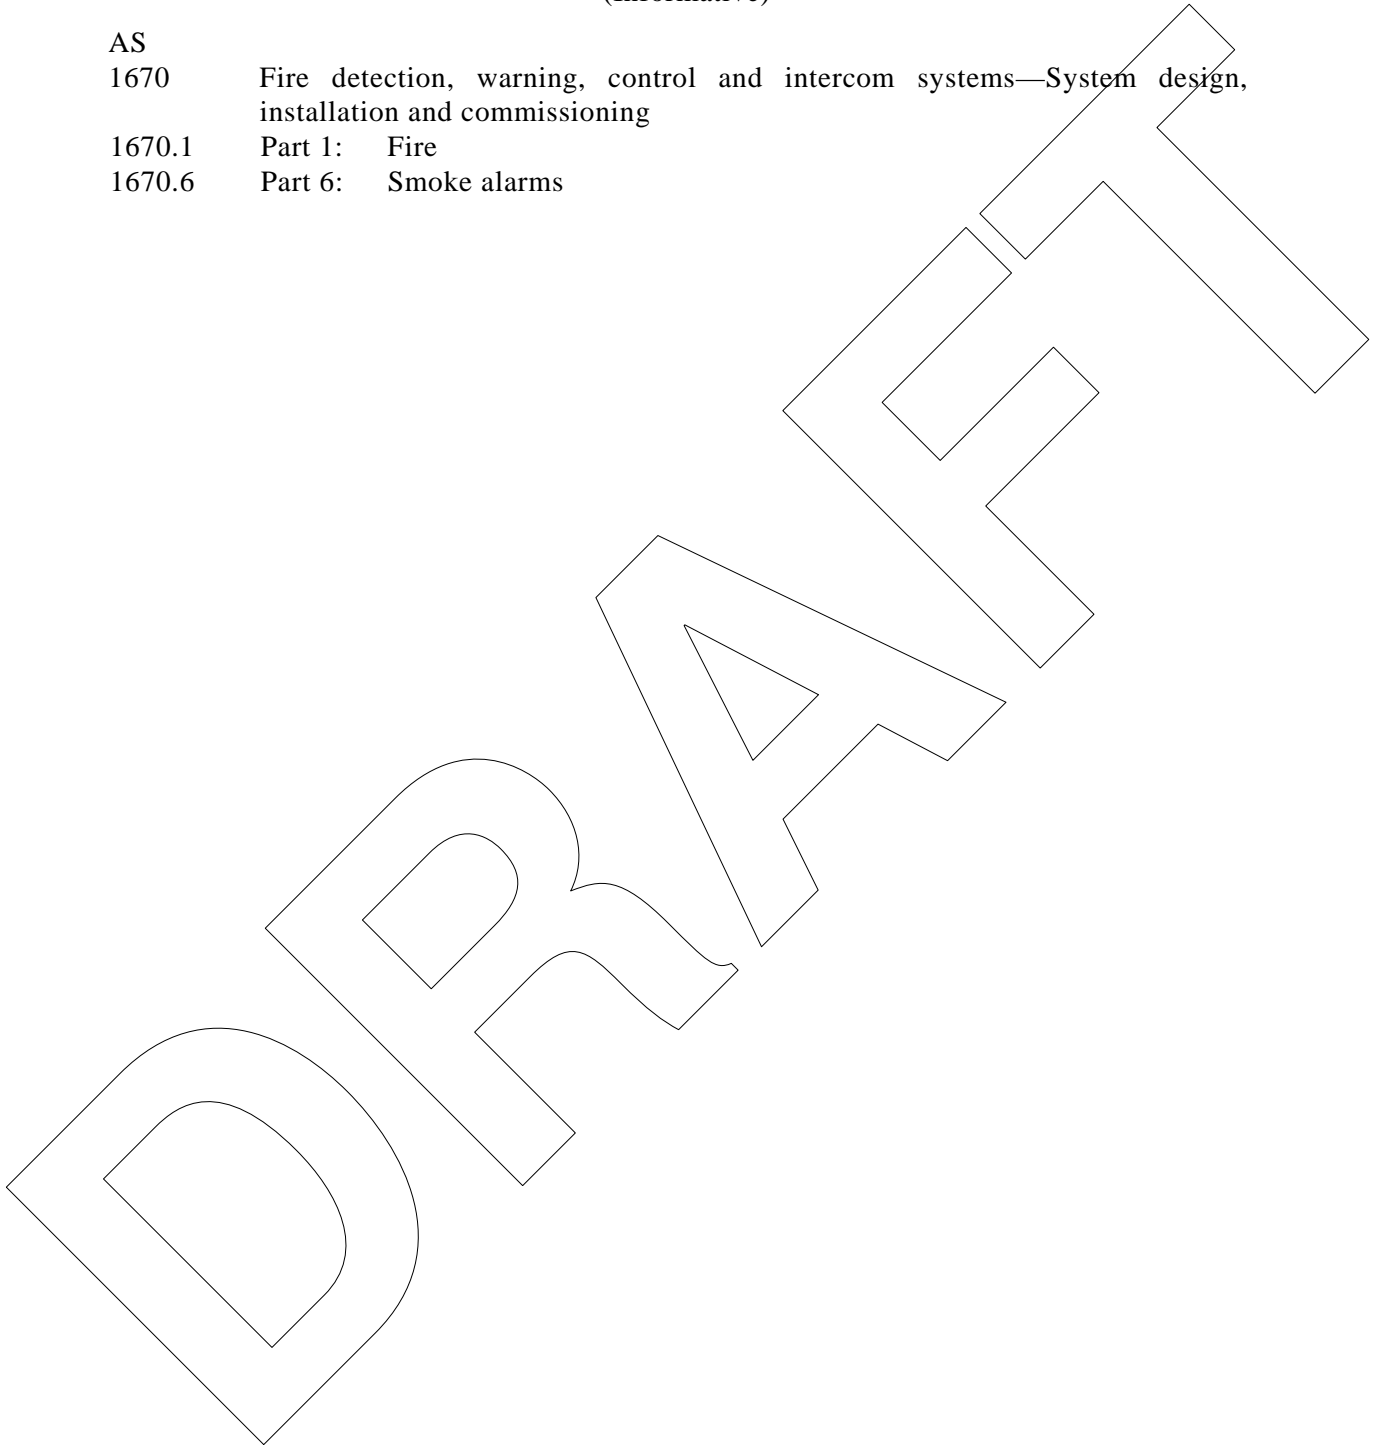 (Informative)
AS
1670 Fire detection, warning, control and intercom systems—System design,
installation and commissioning
1670.1 Part 1: Fire
1670.6 Part 6: Smoke alarms
DRAFT